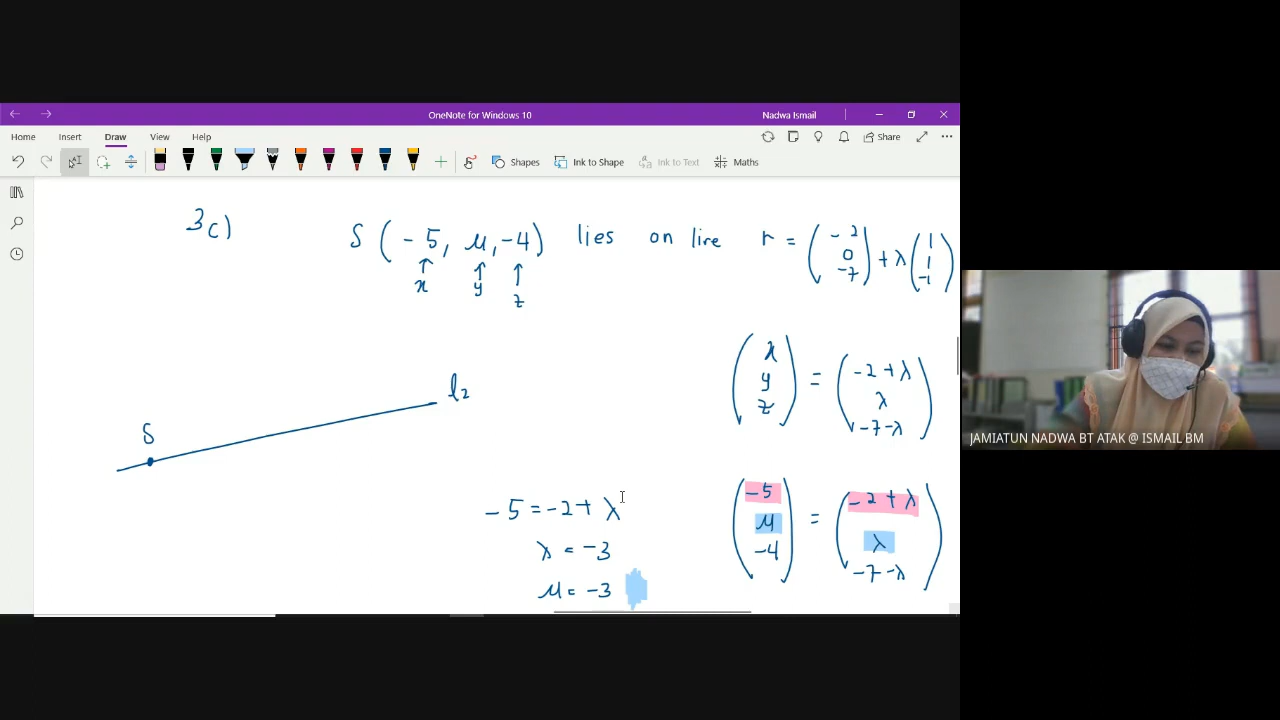 OneNote for Windows 10
Nadwa Ismail
Home Insert Draw View Help
Share
Shapes Ink to Shape Ink to Text Maths
3c) S (-5, μ, -4) lies on line r = (-2 0 -7) + λ (1 1 -1)
x y z
(x y z) = (-2+λ λ -7-λ)
l₂
S
(-5 μ -4) = (-2+λ λ -7-λ)
-5 = -2 + λ
λ = -3
μ = -3
JAMIATUN NADWA BT ATAK @ ISMAIL BM